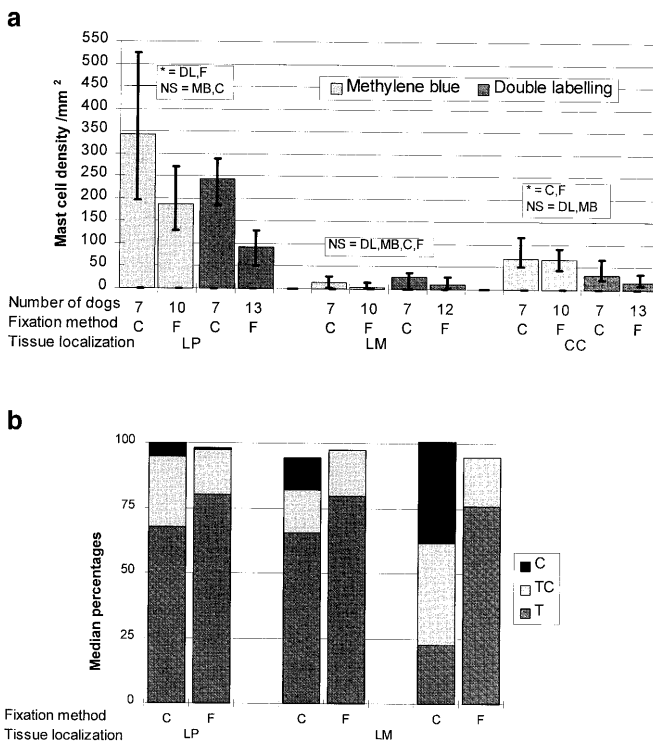 a
550
500
450
400
350
300
250
200
150
100
50
0
Mast cell density /mm 2
* = DL,F
NS = MB,C
Methylene blue Double labelling
* = C,F
NS = DL,MB
NS = DL,MB,C,F
Number of dogs 7 10 7 13 7 10 7 12 7 10 7 13
Fixation method C F C F C F C F C F C F
Tissue localization LP LM CC
b
100
75
50
25
0
Median percentages
C
TC
T
Fixation method C F C F C F
Tissue localization LP LM